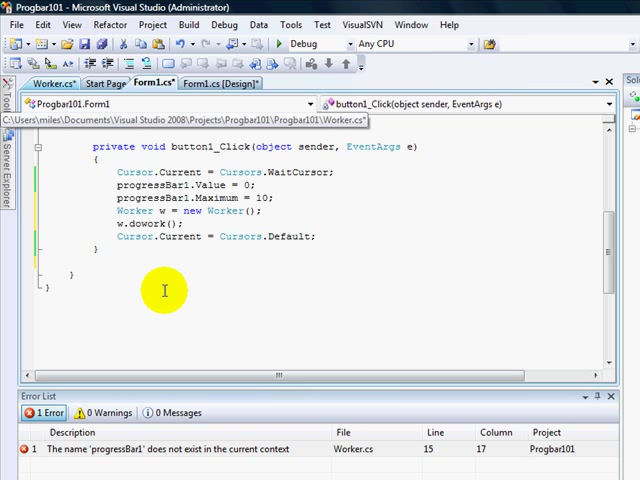 Progbar101 - Microsoft Visual Studio (Administrator)
File Edit View Refactor Project Build Debug Data Tools Test VisualSVN Window Help
Debug Any CPU Progbar
Worker.cs* Start Page Form1.cs* Form1.cs [Design]*
Progbar101.Form1 button1_Click(object sender, EventArgs e)
C:\Users\miles\Documents\Visual Studio 2008\Projects\Progbar101\Progbar101\Worker.cs*
private void button1_Click(object sender, EventArgs e)
{
Cursor.Current = Cursors.WaitCursor;
progressBar1.Value = 0;
progressBar1.Maximum = 10;
Worker w = new Worker();
w.dowork();
Cursor.Current = Cursors.Default;
}
}
}
Server Explorer
Error List
1 Error 0 Warnings 0 Messages
Description File Line Column Project
1 The name 'progressBar1' does not exist in the current context Worker.cs 15 17 Progbar101